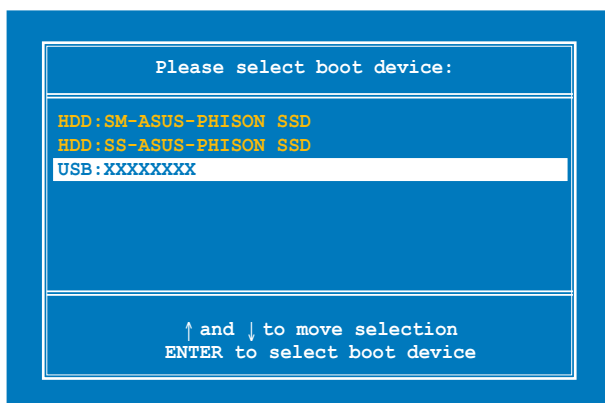 Please select boot device:
HDD:SM-ASUS-PHISON SSD
HDD:SS-ASUS-PHISON SSD
USB:XXXXXXXX
↑ and ↓ to move selection
ENTER to select boot device